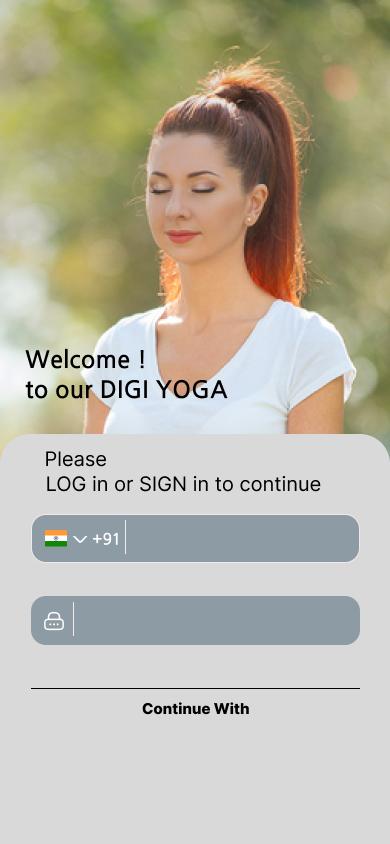 Welcome !
to our DIGI YOGA
Please
LOG in or SIGN in to continue
+91
Continue With